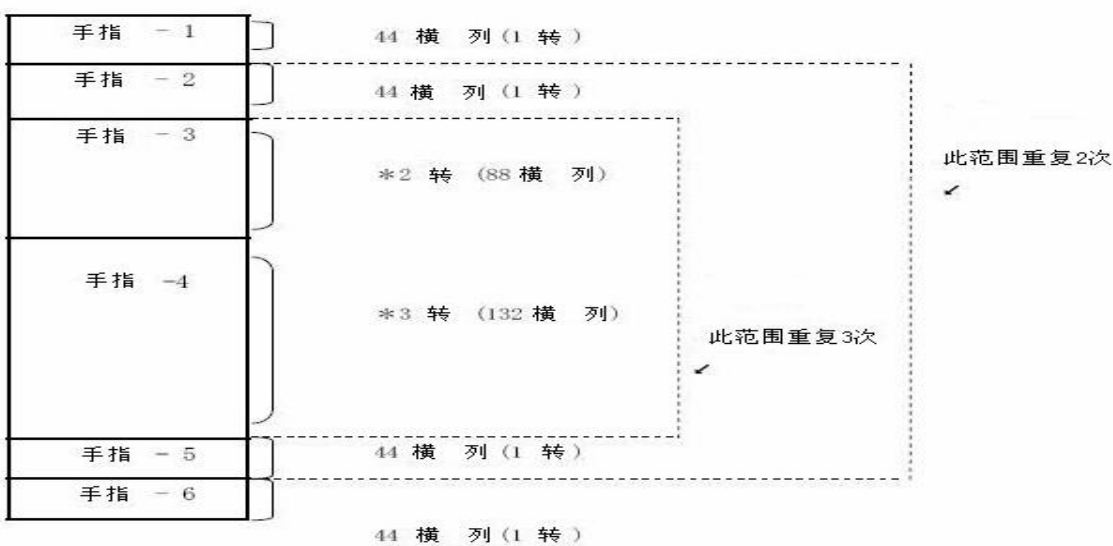 手指 - 1
44 横 列 (1 转 )
手指 - 2
44 横 列 (1 转 )
手指 - 3
*2 转 (88 横 列)
此范围重复2次
↙
手指 -4
*3 转 (132 横 列)
此范围重复3次
↙
手指 - 5
44 横 列 (1 转 )
手指 - 6
44 横 列 (1 转 )